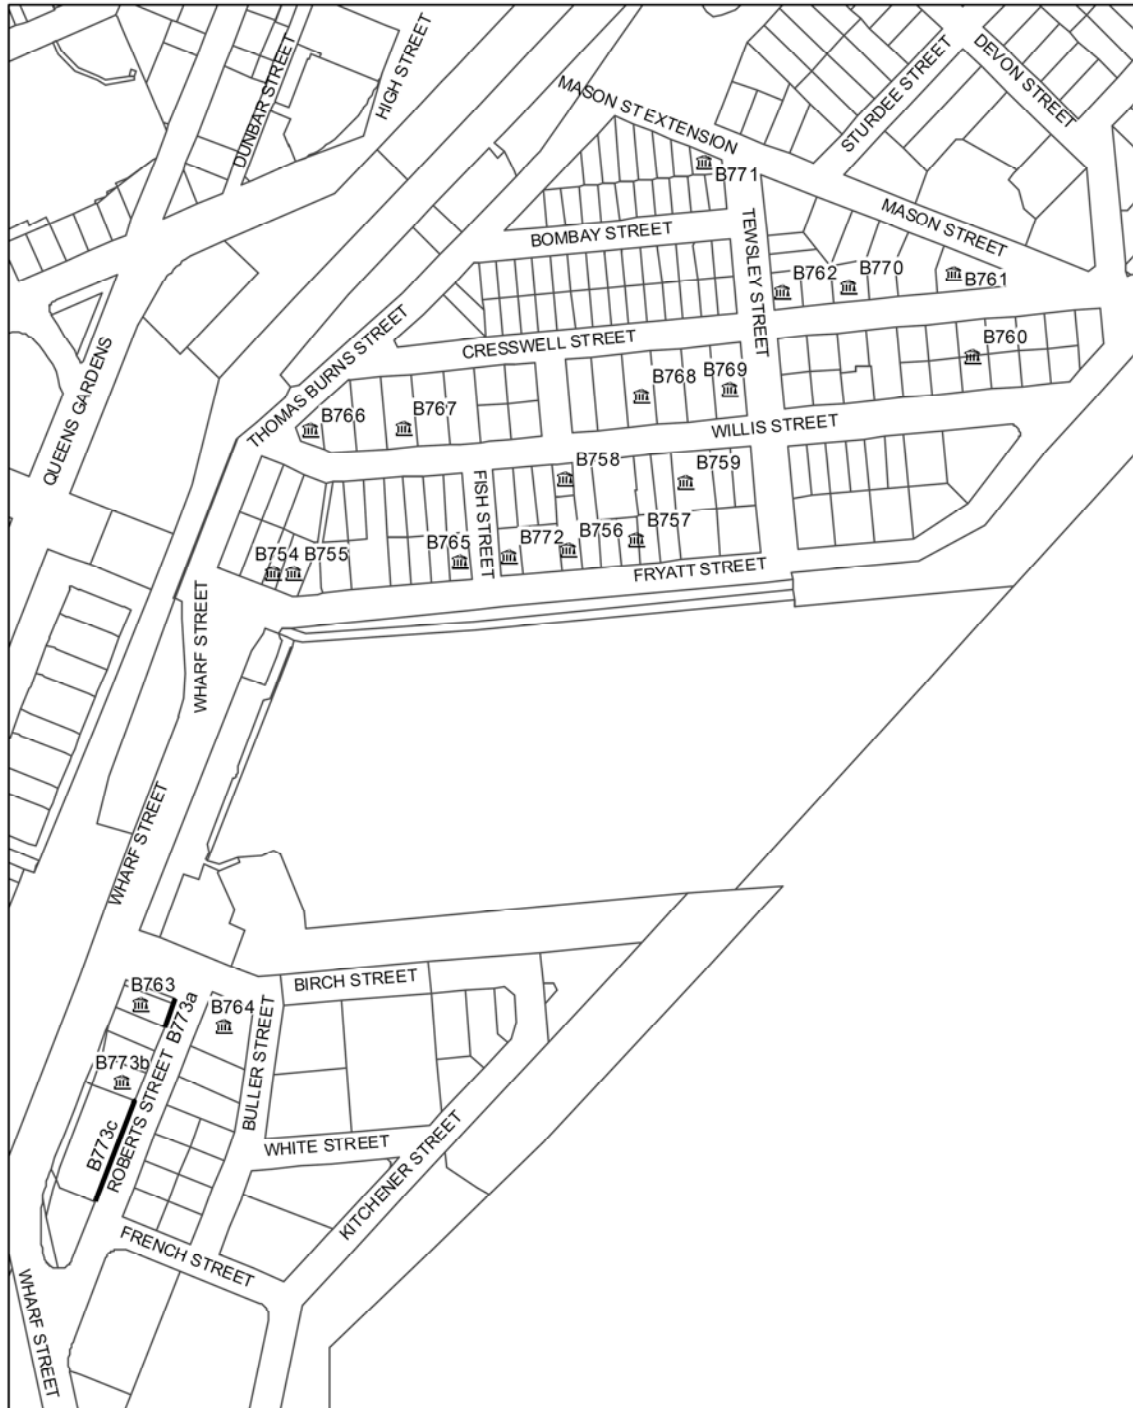 DUNBAR STREET
HIGH STREET
MASON ST EXTENSION
STURDEE STREET
DEVON STREET
B771
BOMBAY STREET
TEWSLEY STREET
MASON STREET
B762
B770
B761
QUEENS GARDENS
THOMAS BURNS STREET
CRESSWELL STREET
B760
B768
B769
B766
B767
WILLIS STREET
B758
B759
FISH STREET
B754
B755
B765
B772
B756
B757
FRYATT STREET
WHARF STREET
WHARF STREET
BIRCH STREET
B763
B773a
B764
BULLER STREET
B773b
ROBERTS STREET
B773c
WHITE STREET
KITCHENER STREET
FRENCH STREET
WHARF STREET